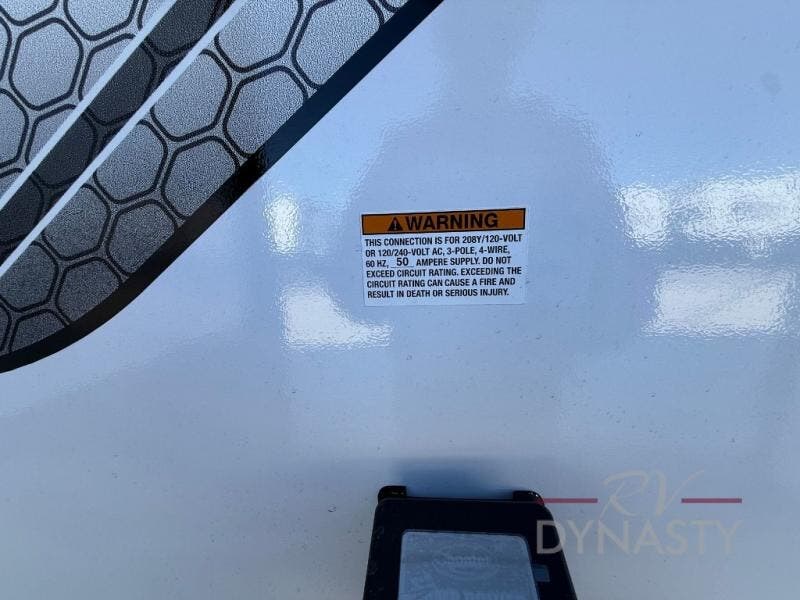 WARNING
THIS CONNECTION IS FOR 208Y/120-VOLT
OR 120/240-VOLT AC, 3-POLE, 4-WIRE,
60 HZ, 50 AMPERE SUPPLY. DO NOT
EXCEED CIRCUIT RATING. EXCEEDING THE
CIRCUIT RATING CAN CAUSE A FIRE AND
RESULT IN DEATH OR SERIOUS INJURY.
RV
DYNASTY